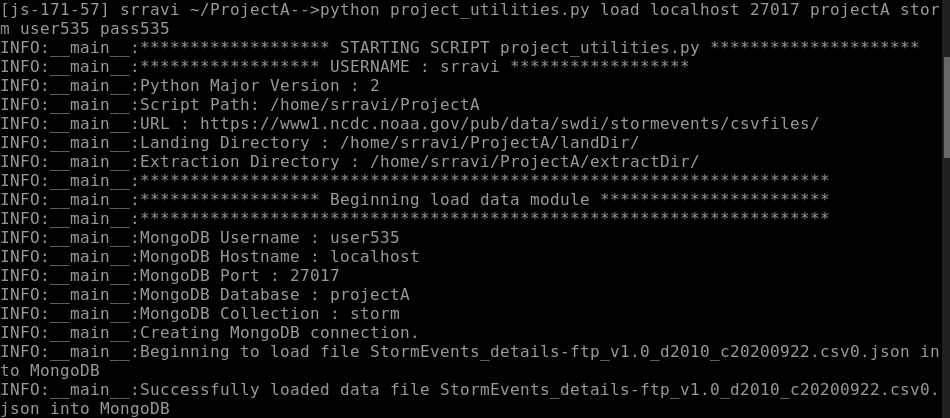 [js-171-57] srravi ~/ProjectA-->python project_utilities.py load localhost 27017 projectA stor
m user535 pass535
INFO:__main__:******************* STARTING SCRIPT project_utilities.py *********************
INFO:__main__:****************** USERNAME : srravi ******************
INFO:__main__:Python Major Version : 2
INFO:__main__:Script Path: /home/srravi/ProjectA
INFO:__main__:URL : https://www1.ncdc.noaa.gov/pub/data/swdi/stormevents/csvfiles/
INFO:__main__:Landing Directory : /home/srravi/ProjectA/landDir/
INFO:__main__:Extraction Directory : /home/srravi/ProjectA/extractDir/
INFO:__main__:*********************************************************************
INFO:__main__:****************** Beginning load data module ***********************
INFO:__main__:*********************************************************************
INFO:__main__:MongoDB Username : user535
INFO:__main__:MongoDB Hostname : localhost
INFO:__main__:MongoDB Port : 27017
INFO:__main__:MongoDB Database : projectA
INFO:__main__:MongoDB Collection : storm
INFO:__main__:Creating MongoDB connection.
INFO:__main__:Beginning to load file StormEvents_details-ftp_v1.0_d2010_c20200922.csv0.json in
to MongoDB
INFO:__main__:Successfully loaded data file StormEvents_details-ftp_v1.0_d2010_c20200922.csv0.
json into MongoDB